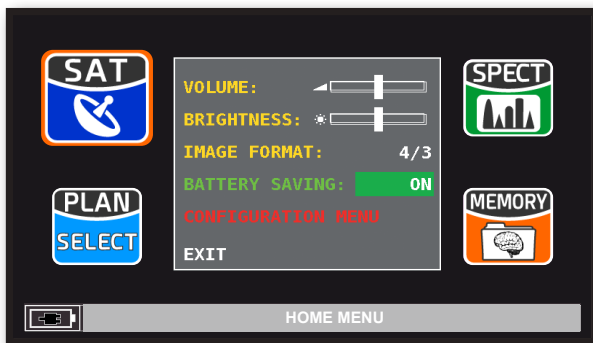 SAT
SPECT
VOLUME:
BRIGHTNESS:
IMAGE FORMAT: 4/3
BATTERY SAVING: ON
CONFIGURATION MENU
EXIT
PLAN
SELECT
MEMORY
HOME MENU